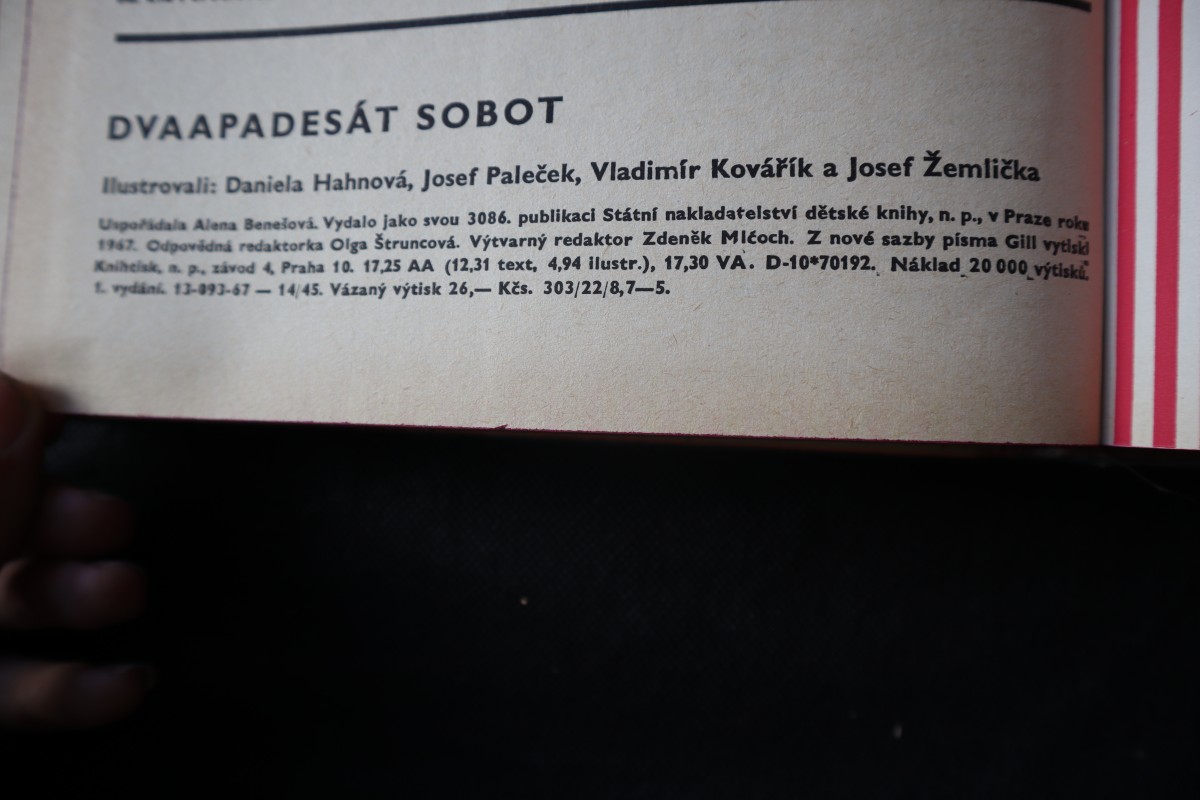 DVAAPADESÁT SOBOT
Ilustrovali: Daniela Hahnová, Josef Paleček, Vladimír Kovářík a Josef Žemlička
Uspořádala Alena Benešová. Vydalo jako svou 3086. publikaci Státní nakladatelství dětské knihy, n. p., v Praze roku
1967. Odpovědná redaktorka Olga Štruncová. Výtvarný redaktor Zdeněk Mlčoch. Z nové sazby písma Gill vytiskl
Knihtisk, n. p., závod 4, Praha 10. 17,25 AA (12,31 text, 4,94 ilustr.), 17,30 VA. D-10*70192. Náklad 20 000 výtisků.
1. vydání. 13-093-67 — 14/45. Vázaný výtisk 26,— Kčs. 303/22/8,7—5.